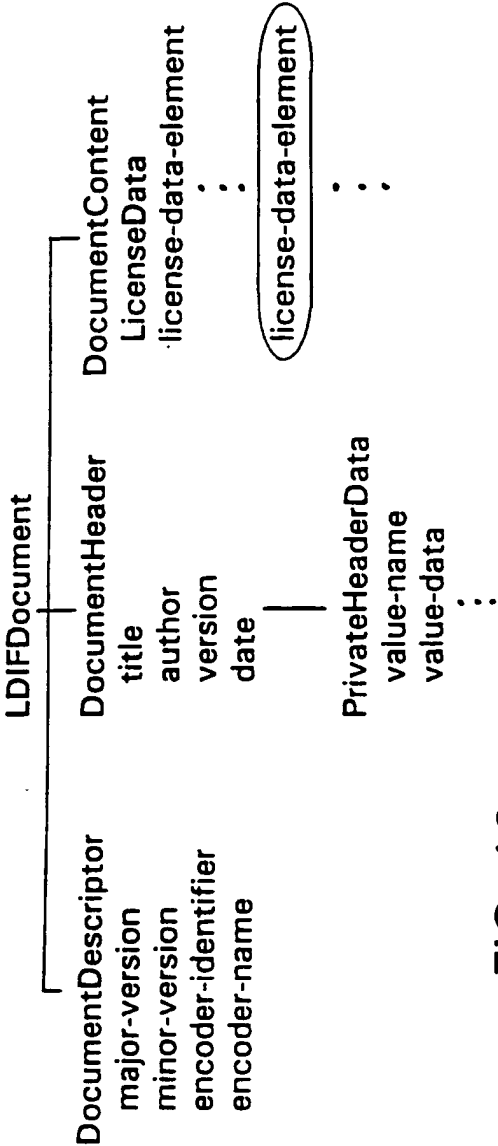 LDIFDocument
DocumentDescriptor
major-version
minor-version
encoder-identifier
encoder-name
DocumentHeader
title
author
version
date
PrivateHeaderData
value-name
value-data
DocumentContent
LicenseData
license-data-element
license-data-element